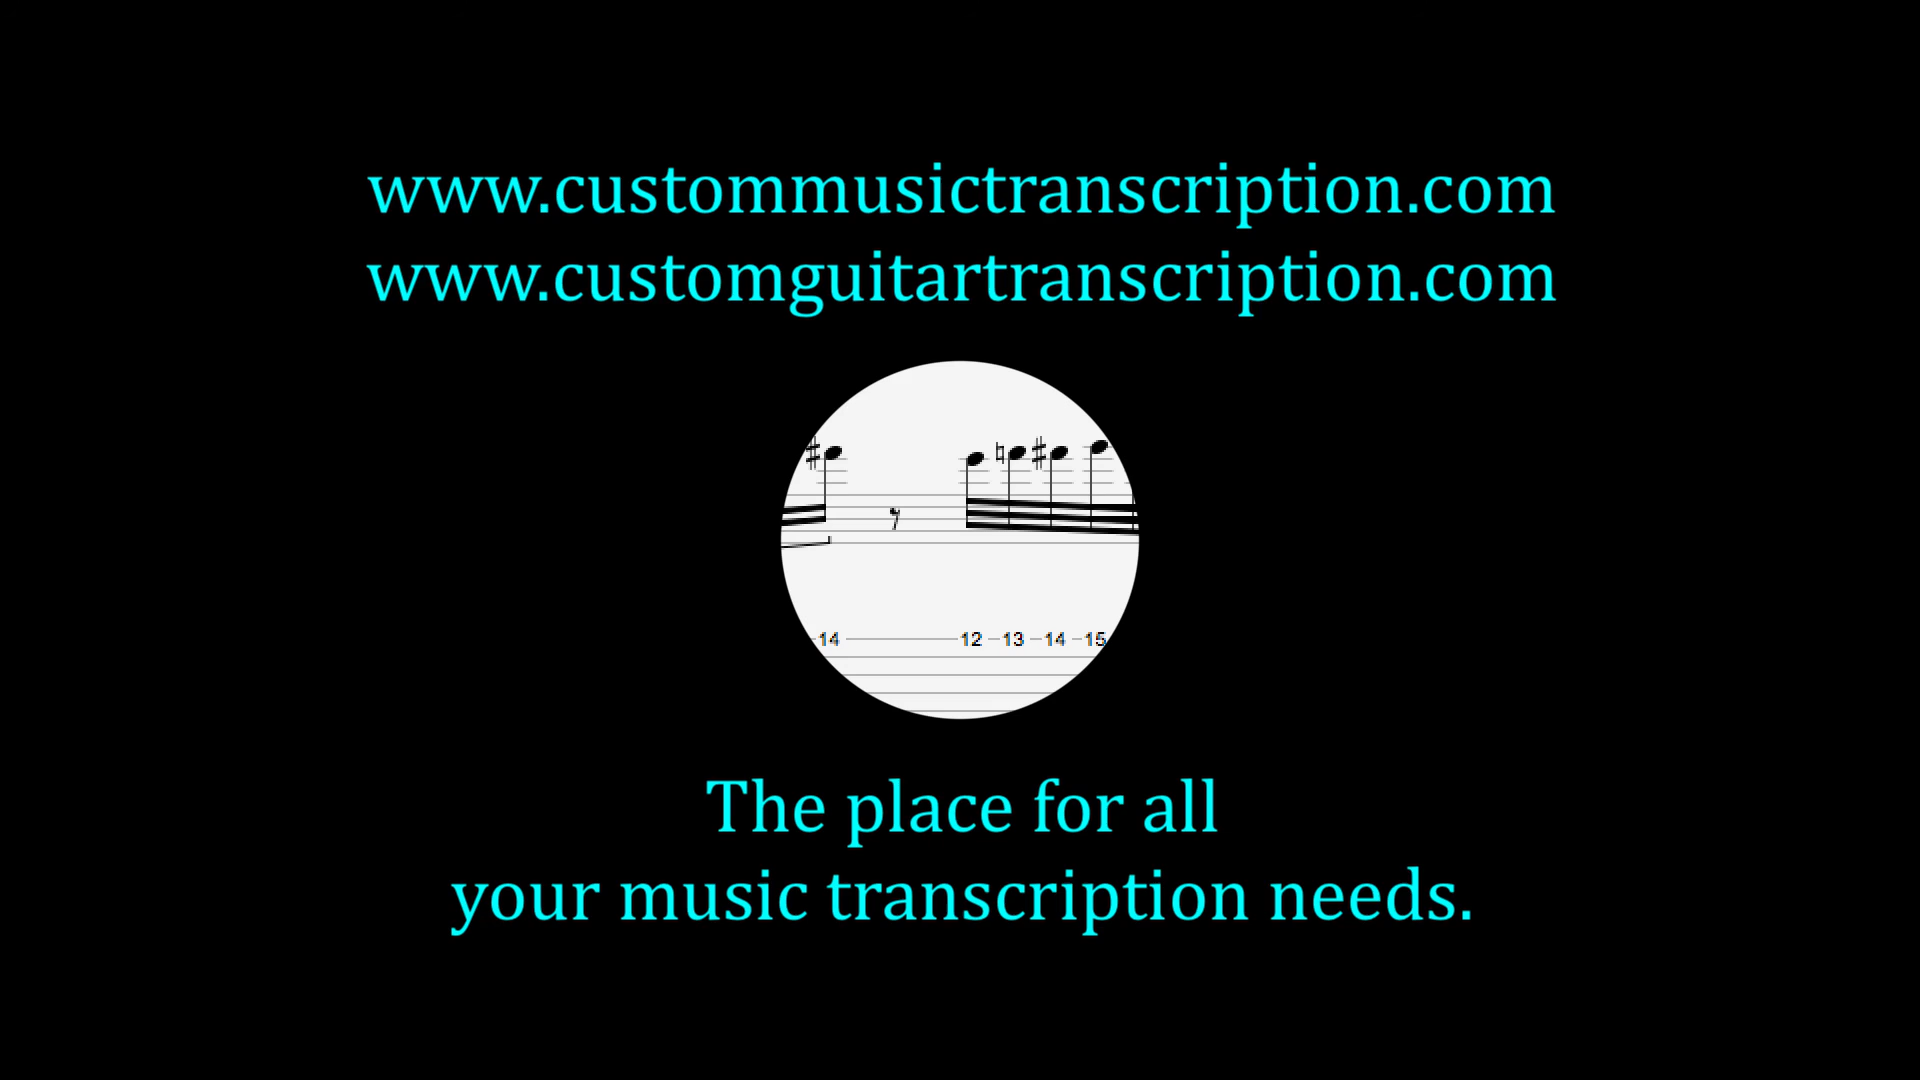 www.custommusictranscription.com
www.customguitartranscription.com
14 12 13 14 15
The place for all
your music transcription needs.